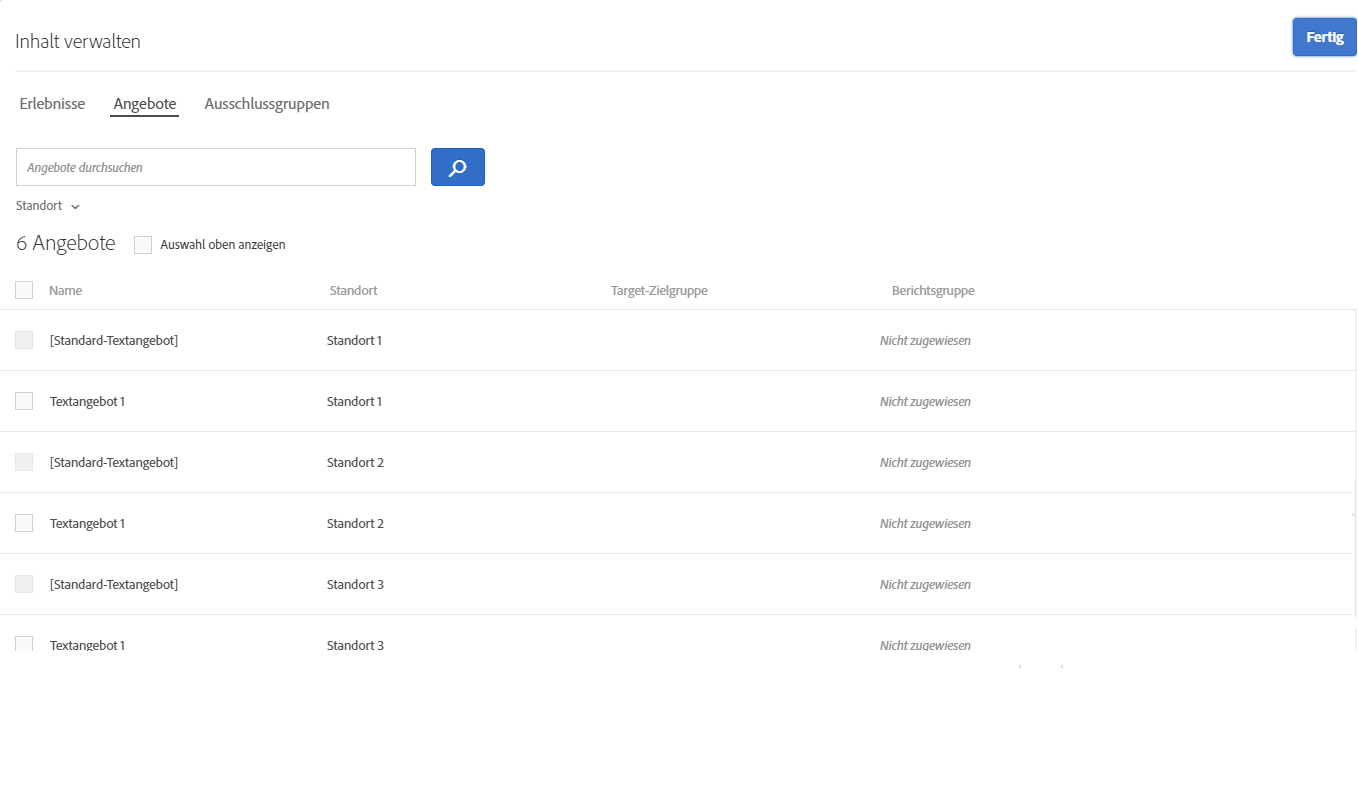 Inhalt verwalten
Fertig
Erlebnisse Angebote Ausschlussgruppen
Angebote durchsuchen
Standort
6 Angebote Auswahl oben anzeigen
Name Standort Target-Zielgruppe Berichtsgruppe
[Standard-Textangebot] Standort 1 Nicht zugewiesen
Textangebot 1 Standort 1 Nicht zugewiesen
[Standard-Textangebot] Standort 2 Nicht zugewiesen
Textangebot 1 Standort 2 Nicht zugewiesen
[Standard-Textangebot] Standort 3 Nicht zugewiesen
Textangebot 1 Standort 3 Nicht zugewiesen